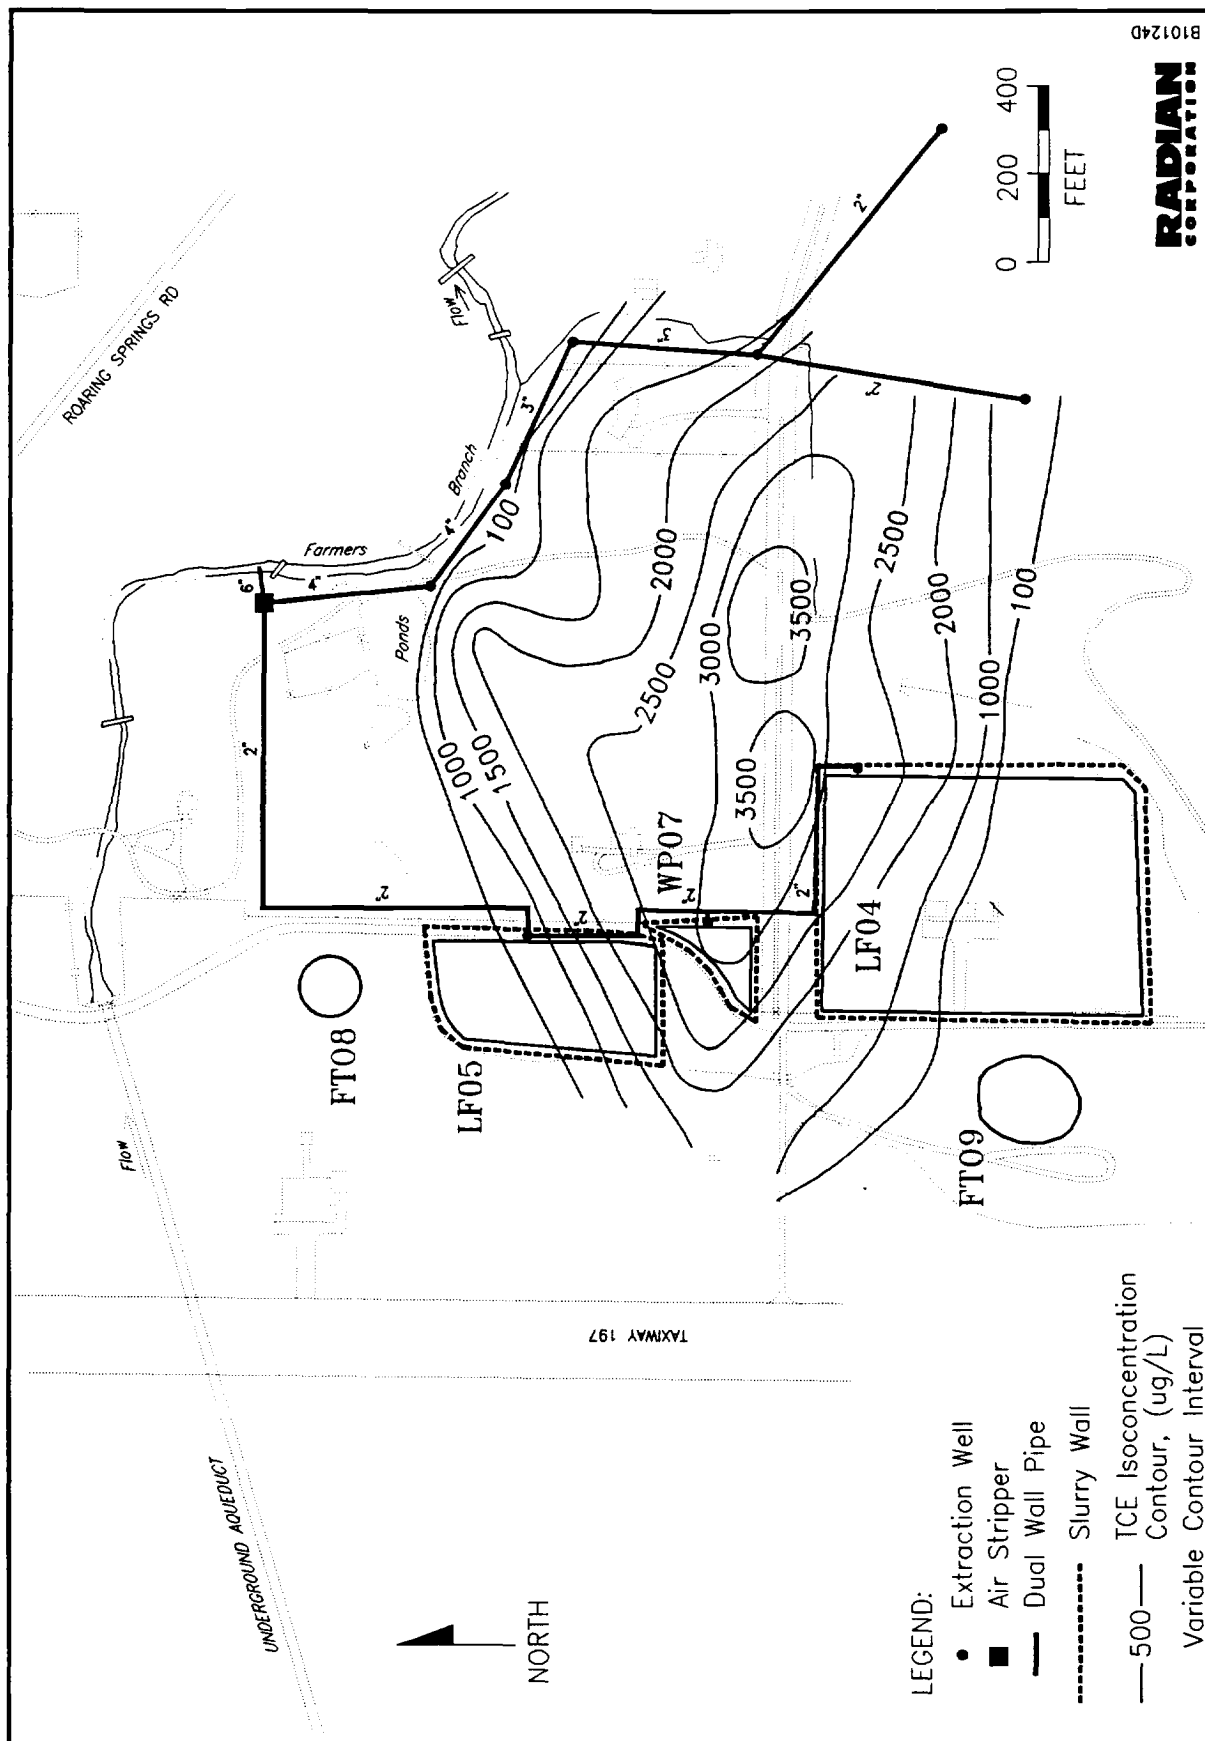 B10124D
RADIAN
CORPORATION
0 200 400
FEET
ROARING SPRINGS RD
Flow
Branch
Farmers
Ponds
6"
4"
4"
3"
3"
2"
2"
2"
2"
2"
2"
2"
100
2000
2500
3000
3500
3500
2500
2000
1000
100
1000
1500
WP07
LF04
LF05
FT08
FT09
Flow
UNDERGROUND AQUEDUCT
TAXIWAY 197
NORTH
LEGEND:
Extraction Well
Air Stripper
Dual Wall Pipe
Slurry Wall
500 TCE Isoconcentration
Contour, (ug/L)
Variable Contour Interval